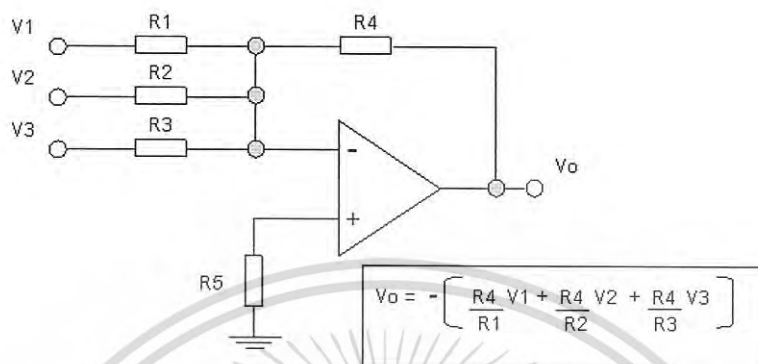 V1
R1
R4
V2
R2
V3
R3
-
Vo
+
R5
Vo = - [ R4/R1 V1 + R4/R2 V2 + R4/R3 V3 ]